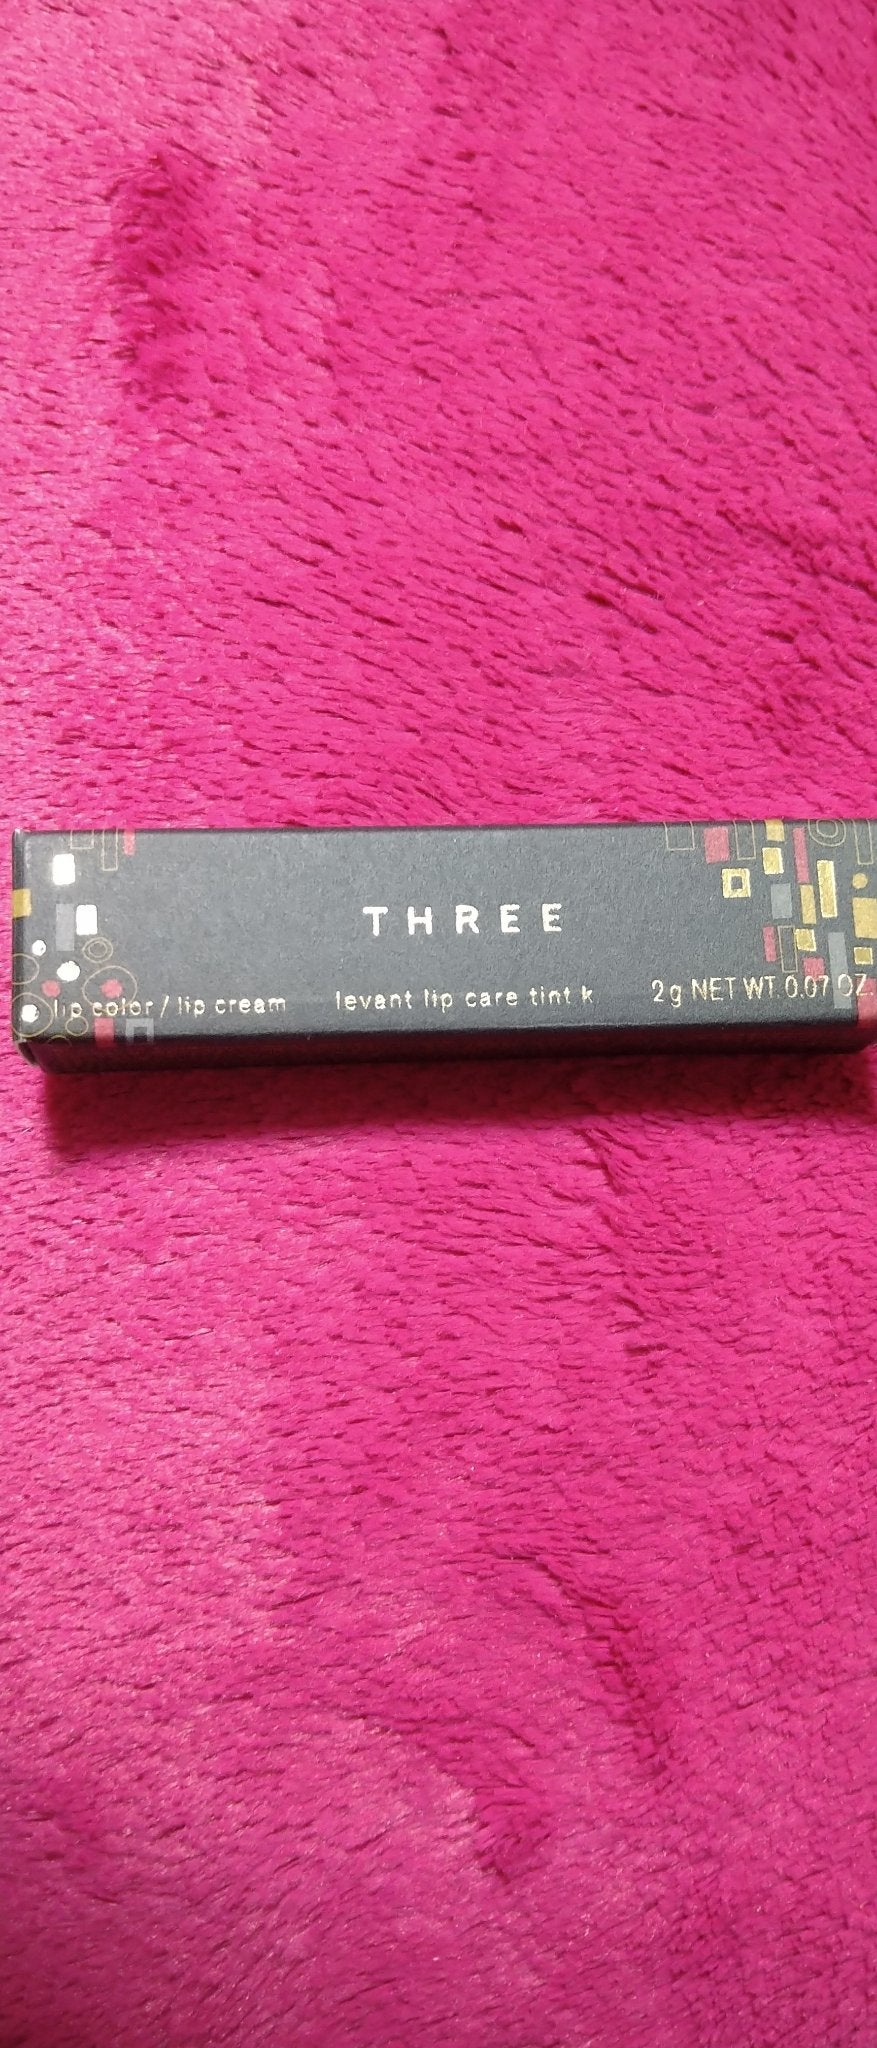 THREE
lip color / lip cream levant lip care tint k 2g NET WT. 0.07 OZ.